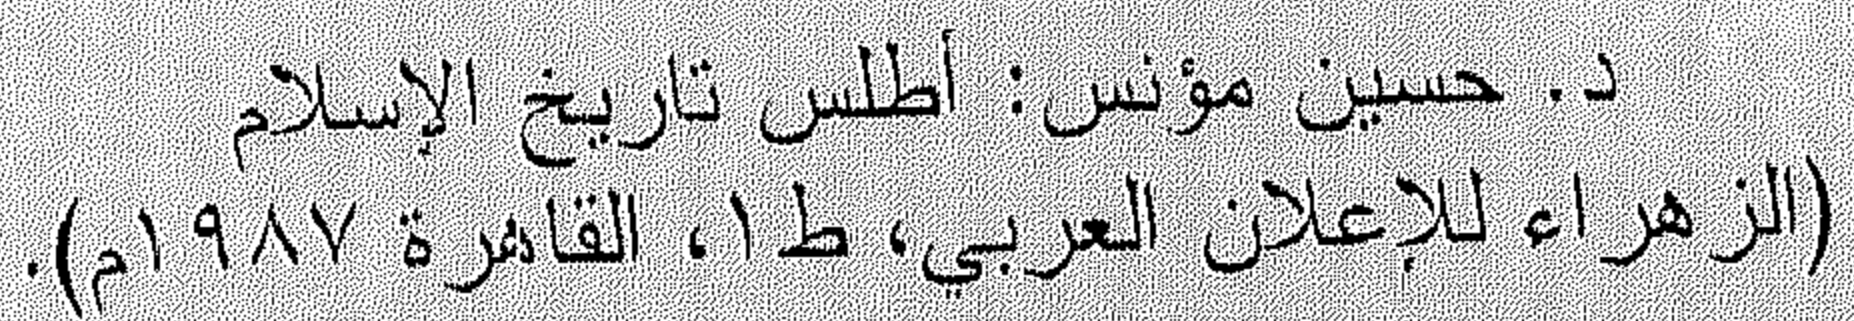 د. حسين مؤنس: أطلس تاريخ الإسلام
(الزهراء للإعلان العربي، ط١، القاهرة ١٩٨٧م).